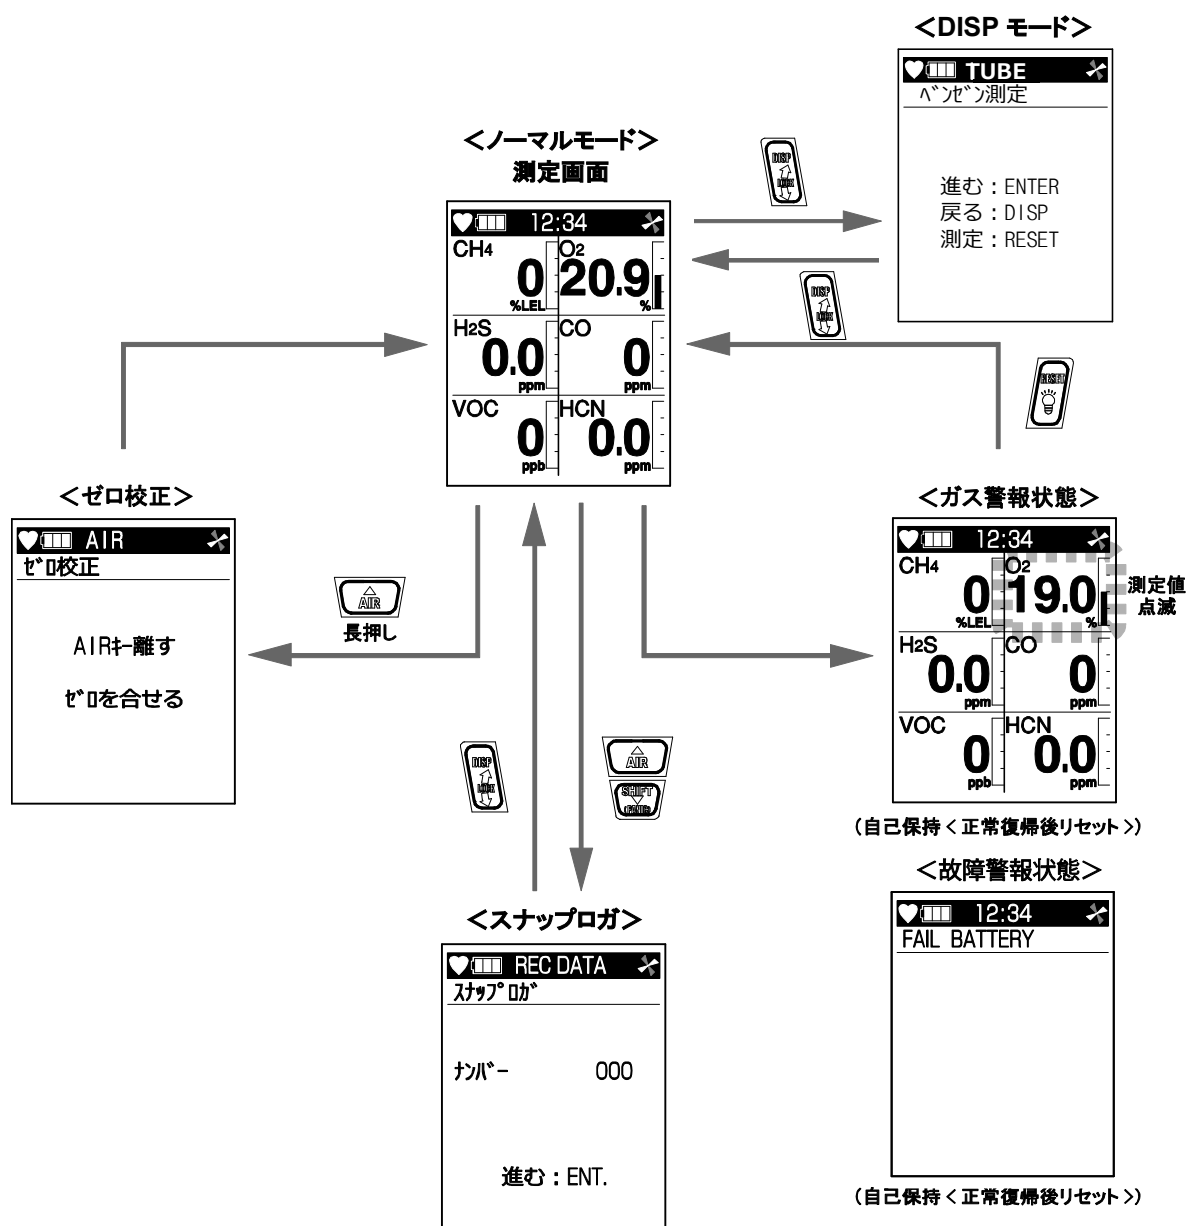 <DISP モード>
TUBE
ベンゼン測定
進む:ENTER
戻る:DISP
測定:RESET
<ノーマルモード>
測定画面
12:34
CH4
0
%LEL
O2
20.9
%
H2S
0.0
ppm
CO
0
ppm
VOC
0
ppb
HCN
0.0
ppm
DISP
LOCK
DISP
LOCK
RESET
<ゼロ校正>
AIR
ゼロ校正
AIRキー離す
ゼロを合せる
AIR
長押し
<ガス警報状態>
12:34
CH4
0
%LEL
O2
19.0
%
測定値
点滅
H2S
0.0
ppm
CO
0
ppm
VOC
0
ppb
HCN
0.0
ppm
(自己保持<正常復帰後リセット>)
DISP
LOCK
AIR
SHIFT
<故障警報状態>
12:34
FAIL BATTERY
(自己保持<正常復帰後リセット>)
<スナップロガ>
REC DATA
スナップロガ
ナンバー 000
進む:ENT.